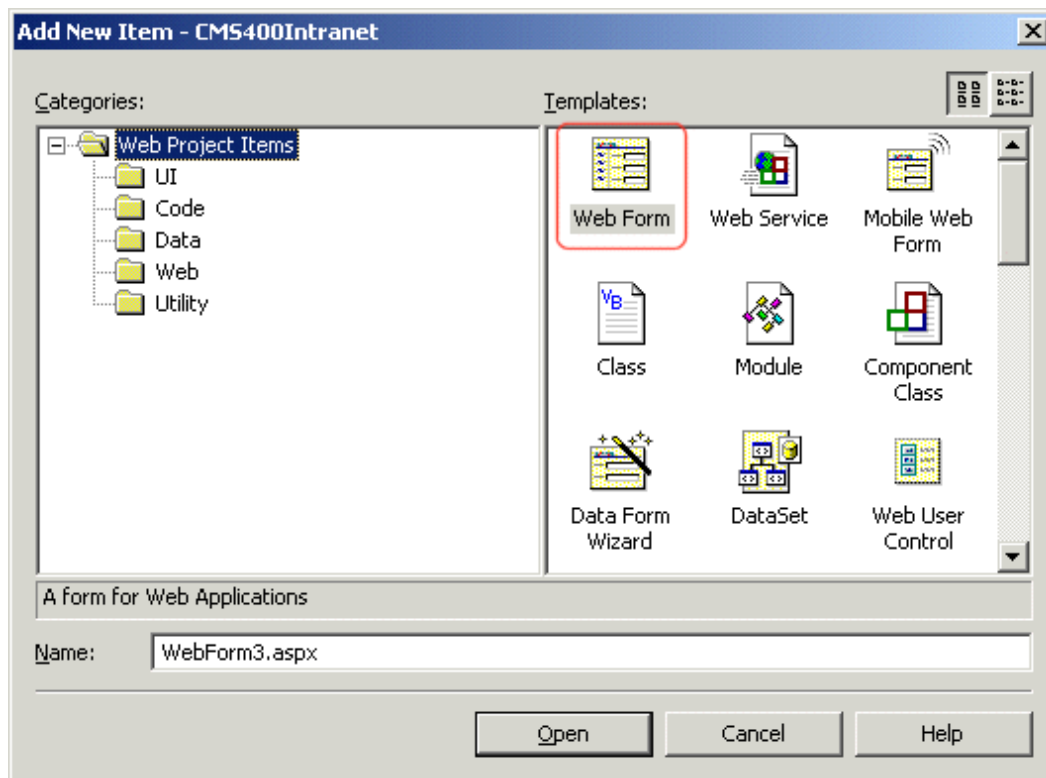 Add New Item - CMS400Intranet
Categories:
Templates:
Web Project Items
UI
Code
Data
Web
Utility
Web Form
Web Service
Mobile Web
Form
VB
Class
Module
Component
Class
Data Form
Wizard
DataSet
Web User
Control
A form for Web Applications
Name:
WebForm3.aspx
Open
Cancel
Help